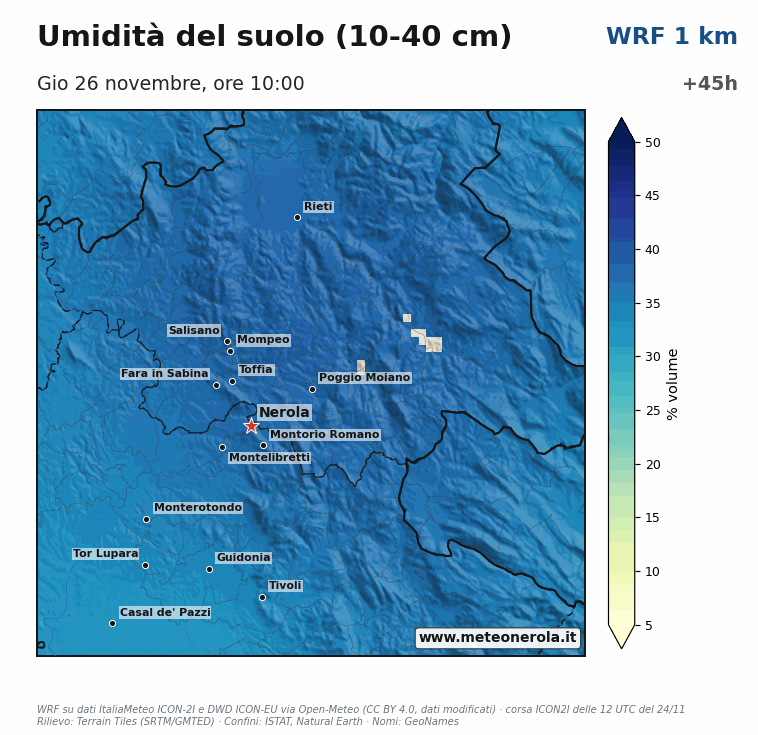 Umidità del suolo (10-40 cm)
WRF 1 km
Gio 26 novembre, ore 10:00
+45h
Rieti
Salisano
Mompeo
Toffia
Fara in Sabina
Poggio Moiano
Nerola
Montorio Romano
Montelibretti
Monterotondo
Tor Lupara
Guidonia
Tivoli
Casal de' Pazzi
www.meteonerola.it
50
45
40
35
30
25
20
15
10
5
% volume
WRF su dati ItaliaMeteo ICON-2I e DWD ICON-EU via Open-Meteo (CC BY 4.0, dati modificati) · corsa ICON2I delle 12 UTC del 24/11
Rilievo: Terrain Tiles (SRTM/GMTED) · Confini: ISTAT, Natural Earth · Nomi: GeoNames